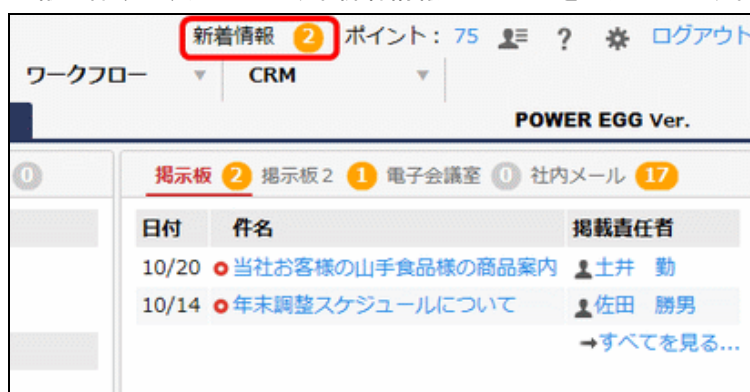 新着情報 2 ポイント： 75 ? ログアウト
ワークフロー ▼ CRM ▼
POWER EGG Ver.
0 掲示板 2 掲示板２ 1 電子会議室 0 社内メール 17
日付 件名 掲載責任者
10/20 当社お客様の山手食品様の商品案内 土井 勤
10/14 年末調整スケジュールについて 佐田 勝男
→すべてを見る...